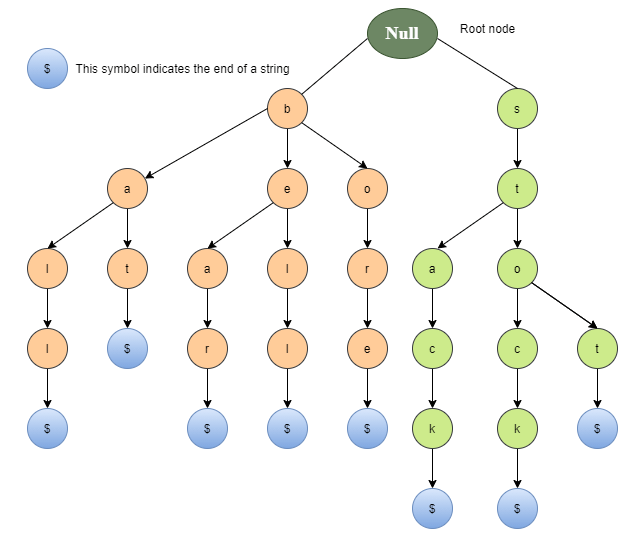 Null
Root node
$ This symbol indicates the end of a string
b s
a e o t
l t a l r a o
l $ r l e c c t
$ $ $ $ k k $
$ $